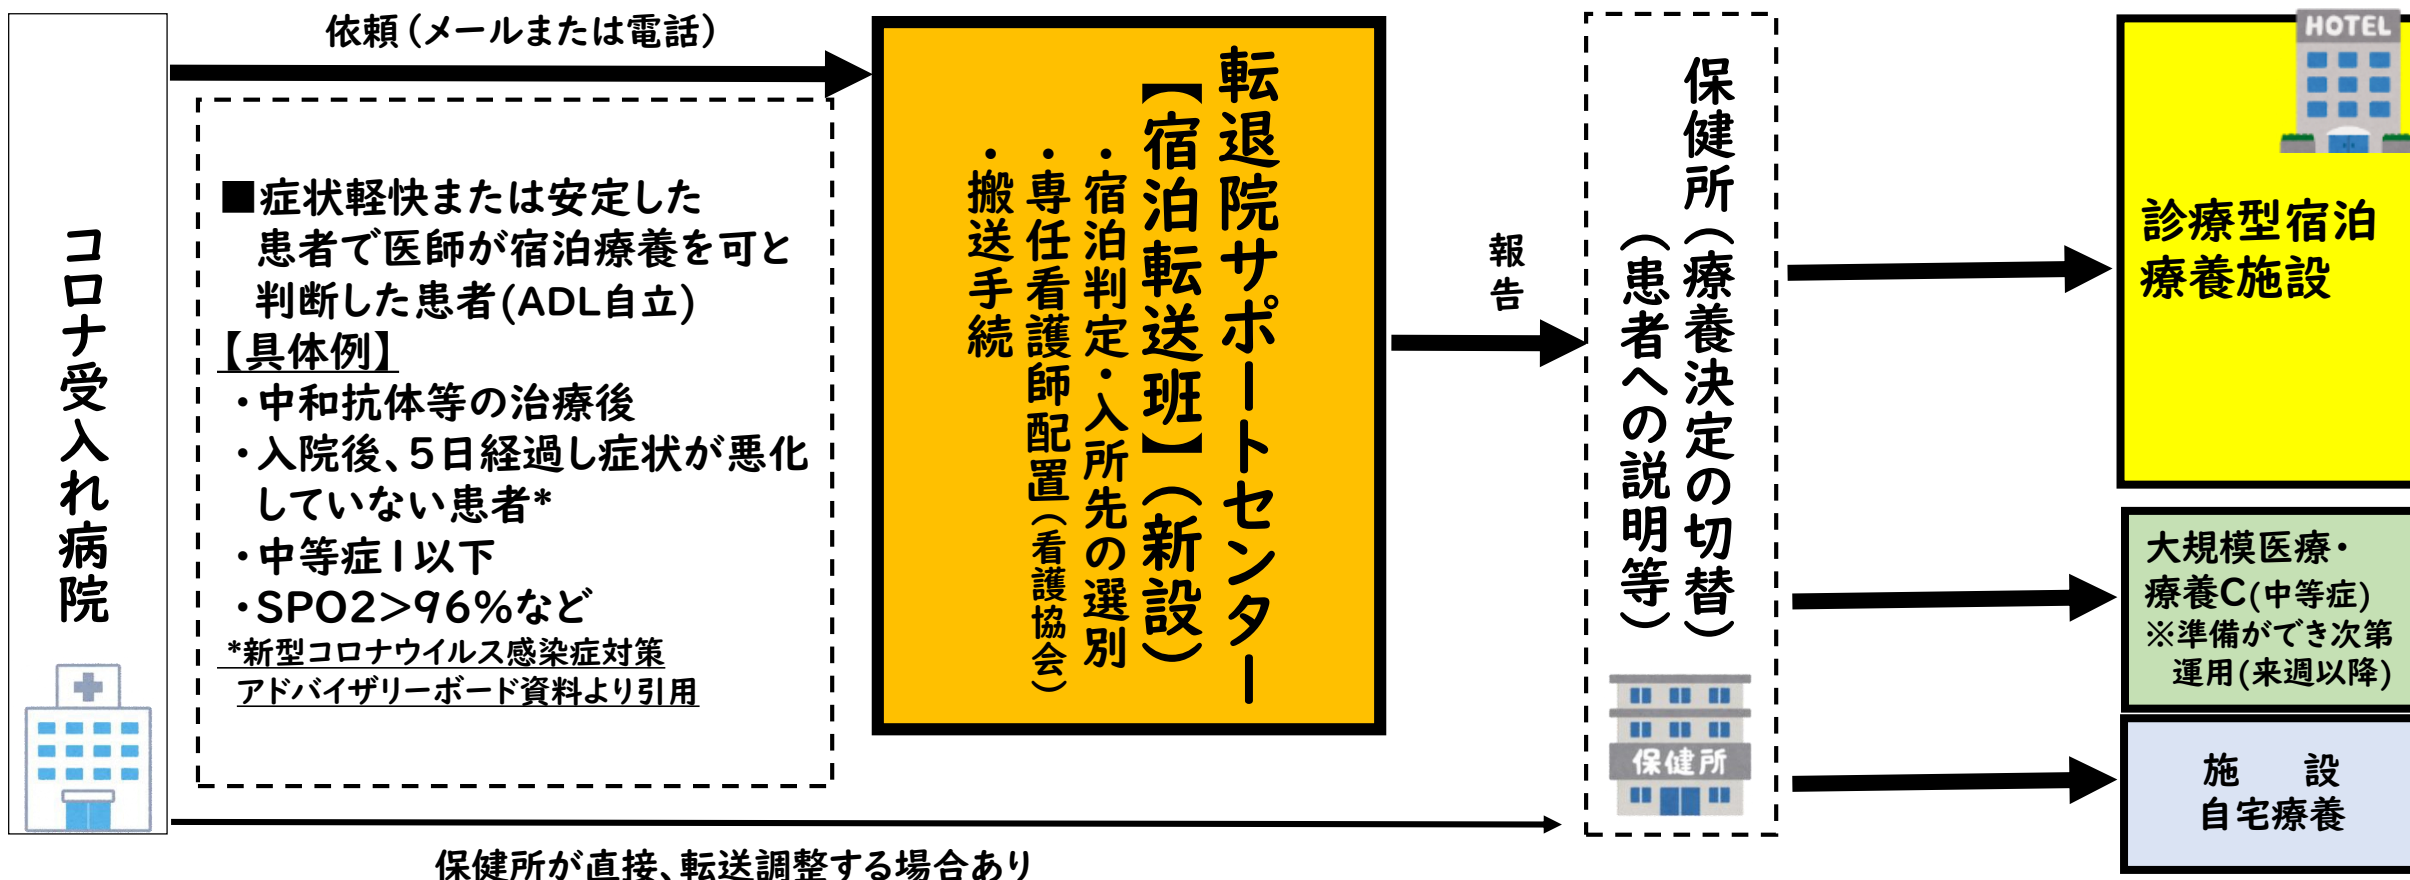 コロナ受入れ病院
依頼(メールまたは電話)
■症状軽快または安定した
患者で医師が宿泊療養を可と
判断した患者(ADL自立)
【具体例】
・中和抗体等の治療後
・入院後、5日経過し症状が悪化
していない患者*
・中等症Ⅰ以下
・SPO2>96%など
*新型コロナウイルス感染症対策
アドバイザリーボード資料より引用
転退院サポートセンター
【宿泊転送班】(新設)
・宿泊判定・入所先の選別
・専任看護師配置(看護協会)
・搬送手続
報告
保健所(療養決定の切替)
(患者への説明等)
保健所
HOTEL
診療型宿泊
療養施設
大規模医療・
療養C(中等症)
※準備ができ次第
運用(来週以降)
施 設
自宅療養
保健所が直接、転送調整する場合あり